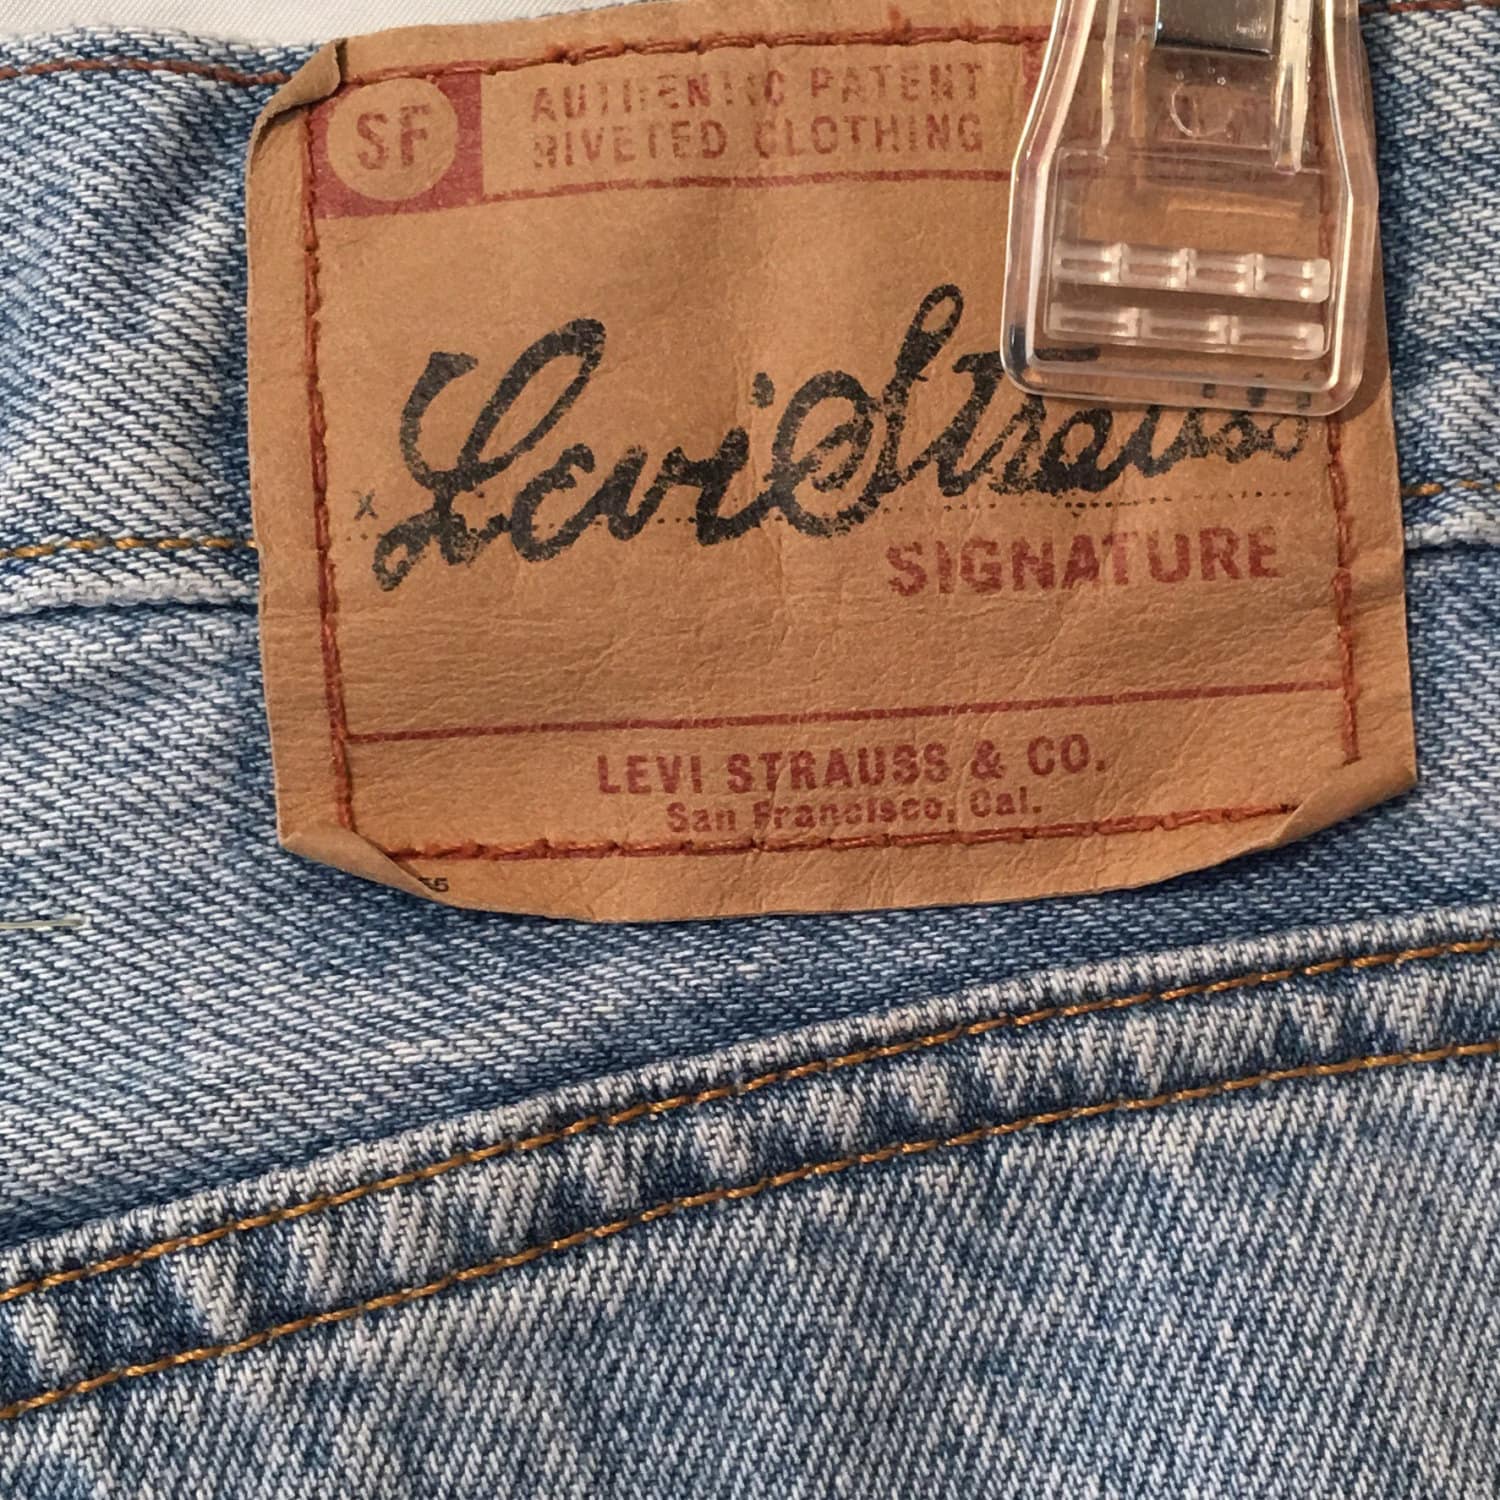 SF
AUTHENTIC PATENT
RIVETED CLOTHING
Levi Strauss
X
SIGNATURE
LEVI STRAUSS & CO.
San Francisco, Cal.